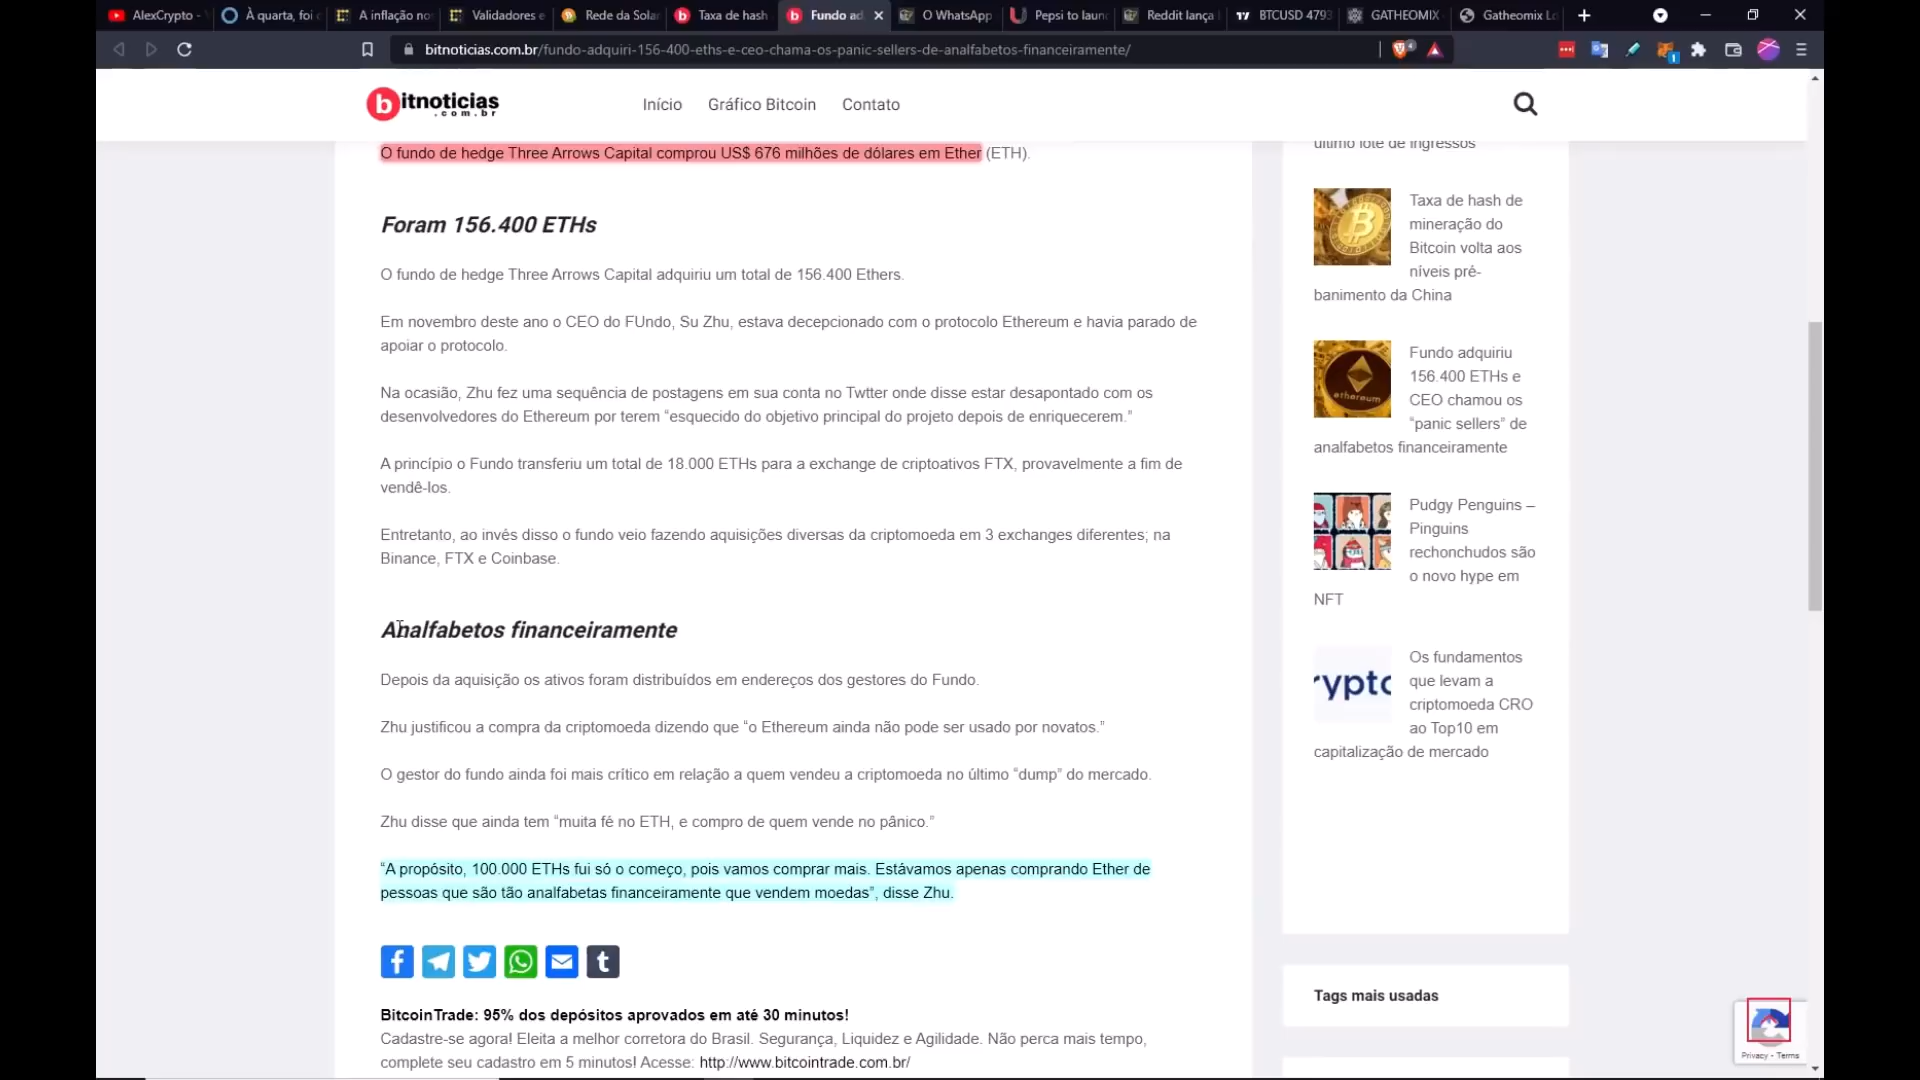 AlexCrypto -
À quarta, foi
A inflação no
Validadores e
Rede da Sola
Taxa de hash
Fundo ad
O WhatsApp
Pepsi to laun
Reddit lança
BTCUSD 4793
GATHEOMIX
Gatheomix Lo
bitnoticias.com.br/fundo-adquiri-156-400-eths-e-ceo-chama-os-panic-sellers-de-analfabetos-financeiramente/
bitnoticias
.com.br
Início
Gráfico Bitcoin
Contato
O fundo de hedge Three Arrows Capital comprou US$ 676 milhões de dólares em Ether (ETH).
Foram 156.400 ETHs
O fundo de hedge Three Arrows Capital adquiriu um total de 156.400 Ethers.
Em novembro deste ano o CEO do FUndo, Su Zhu, estava decepcionado com o protocolo Ethereum e havia parado de
apoiar o protocolo.
Na ocasião, Zhu fez uma sequência de postagens em sua conta no Twtter onde disse estar desapontado com os
desenvolvedores do Ethereum por terem “esquecido do objetivo principal do projeto depois de enriquecerem.”
A princípio o Fundo transferiu um total de 18.000 ETHs para a exchange de criptoativos FTX, provavelmente a fim de
vendê-los.
Entretanto, ao invés disso o fundo veio fazendo aquisições diversas da criptomoeda em 3 exchanges diferentes; na
Binance, FTX e Coinbase.
Analfabetos financeiramente
Depois da aquisição os ativos foram distribuídos em endereços dos gestores do Fundo.
Zhu justificou a compra da criptomoeda dizendo que “o Ethereum ainda não pode ser usado por novatos.”
O gestor do fundo ainda foi mais crítico em relação a quem vendeu a criptomoeda no último “dump” do mercado.
Zhu disse que ainda tem “muita fé no ETH, e compro de quem vende no pânico.”
“A propósito, 100.000 ETHs fui só o começo, pois vamos comprar mais. Estávamos apenas comprando Ether de
pessoas que são tão analfabetas financeiramente que vendem moedas”, disse Zhu.
BitcoinTrade: 95% dos depósitos aprovados em até 30 minutos!
Cadastre-se agora! Eleita a melhor corretora do Brasil. Segurança, Liquidez e Agilidade. Não perca mais tempo,
complete seu cadastro em 5 minutos! Acesse: http://www.bitcointrade.com.br/
último lote de ingressos
Taxa de hash de
mineração do
Bitcoin volta aos
níveis pré-
banimento da China
ethereum
Fundo adquiriu
156.400 ETHs e
CEO chamou os
“panic sellers” de
analfabetos financeiramente
Pudgy Penguins –
Pinguins
rechonchudos são
o novo hype em
NFT
rypto
Os fundamentos
que levam a
criptomoeda CRO
ao Top10 em
capitalização de mercado
Tags mais usadas
Privacy - Terms